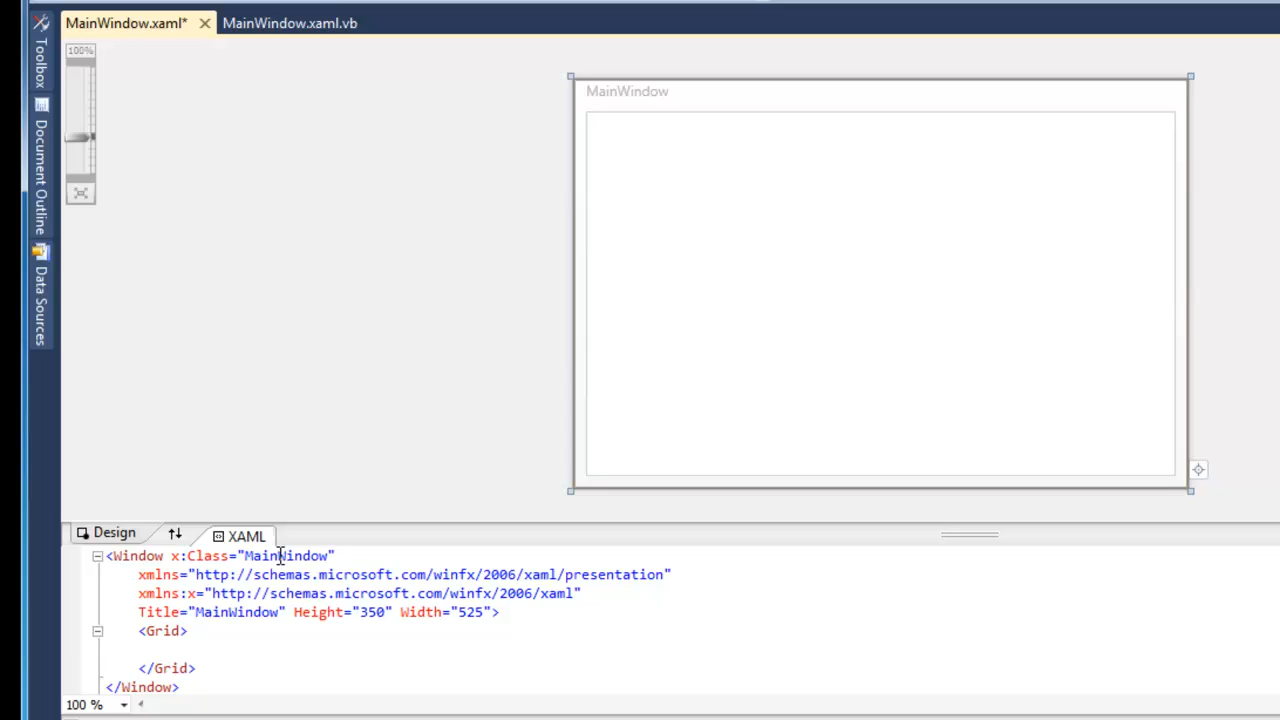 MainWindow.xaml*
MainWindow.xaml.vb
Toolbox
Document Outline
Data Sources
100%
MainWindow
Design
XAML
<Window x:Class="MainWindow"
xmlns="http://schemas.microsoft.com/winfx/2006/xaml/presentation"
xmlns:x="http://schemas.microsoft.com/winfx/2006/xaml"
Title="MainWindow" Height="350" Width="525">
<Grid>
</Grid>
</Window>
100 %